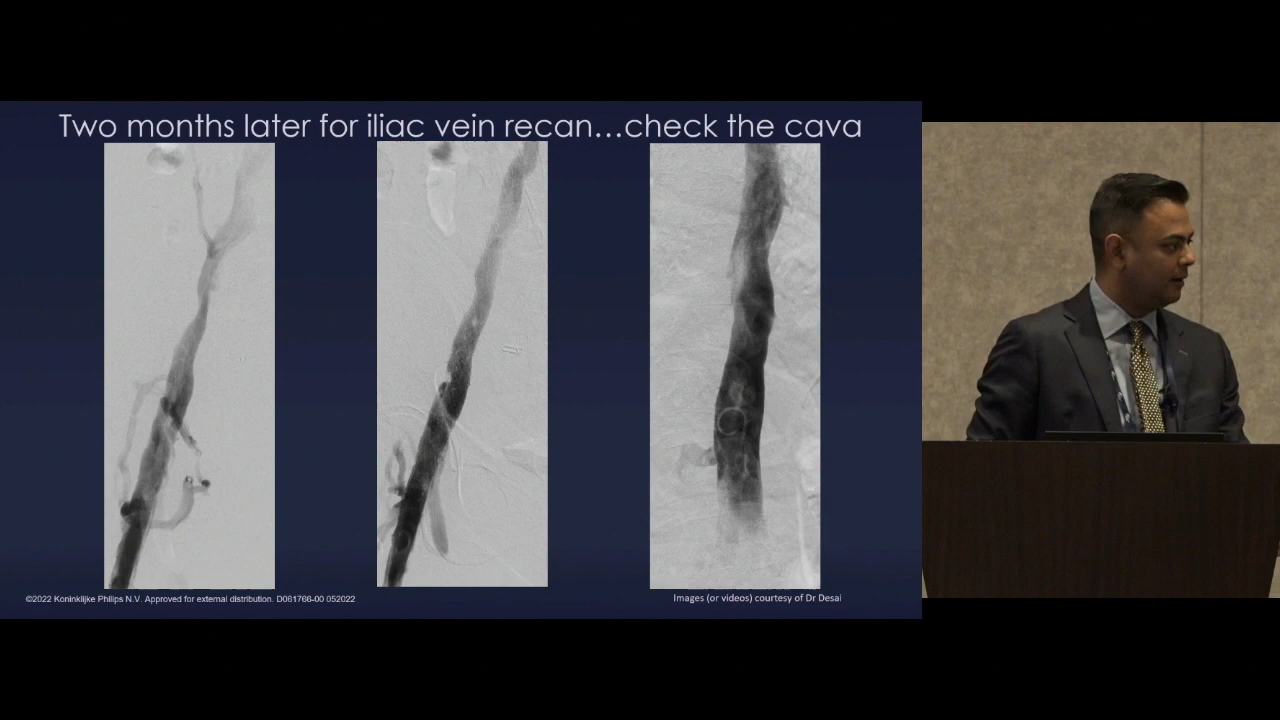 Two months later for iliac vein recan...check the cava
©2022 Koninklijke Philips N.V. Approved for external distribution. D061766-00 052022
Images (or videos) courtesy of Dr Desai